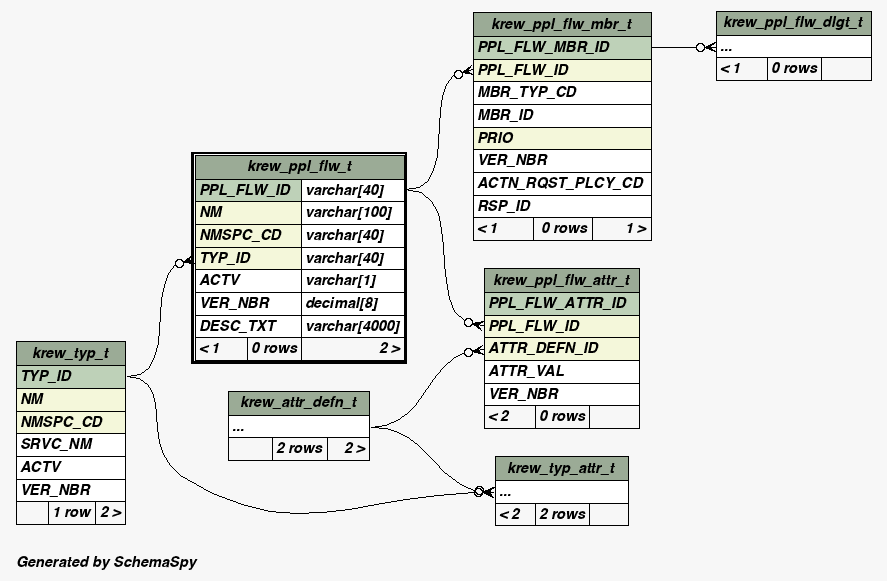 krew_ppl_flw_mbr_t
PPL_FLW_MBR_ID
PPL_FLW_ID
MBR_TYP_CD
MBR_ID
PRIO
VER_NBR
ACTN_RQST_PLCY_CD
RSP_ID
< 1 0 rows 1 >
krew_ppl_flw_dlgt_t
...
< 1 0 rows
krew_ppl_flw_t
PPL_FLW_ID varchar[40]
NM varchar[100]
NMSPC_CD varchar[40]
TYP_ID varchar[40]
ACTV varchar[1]
VER_NBR decimal[8]
DESC_TXT varchar[4000]
< 1 0 rows 2 >
krew_ppl_flw_attr_t
PPL_FLW_ATTR_ID
PPL_FLW_ID
ATTR_DEFN_ID
ATTR_VAL
VER_NBR
< 2 0 rows
krew_typ_t
TYP_ID
NM
NMSPC_CD
SRVC_NM
ACTV
VER_NBR
1 row 2 >
krew_attr_defn_t
...
2 rows 2 >
krew_typ_attr_t
...
< 2 2 rows
Generated by SchemaSpy